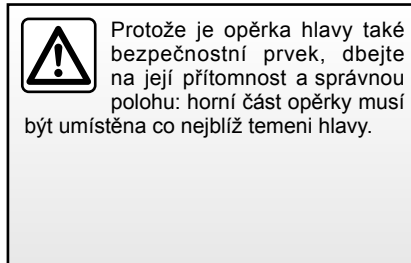 Protože je opěrka hlavy také
bezpečnostní prvek, dbejte
na její přítomnost a správnou
polohu: horní část opěrky musí
být umístěna co nejblíž temeni hlavy.